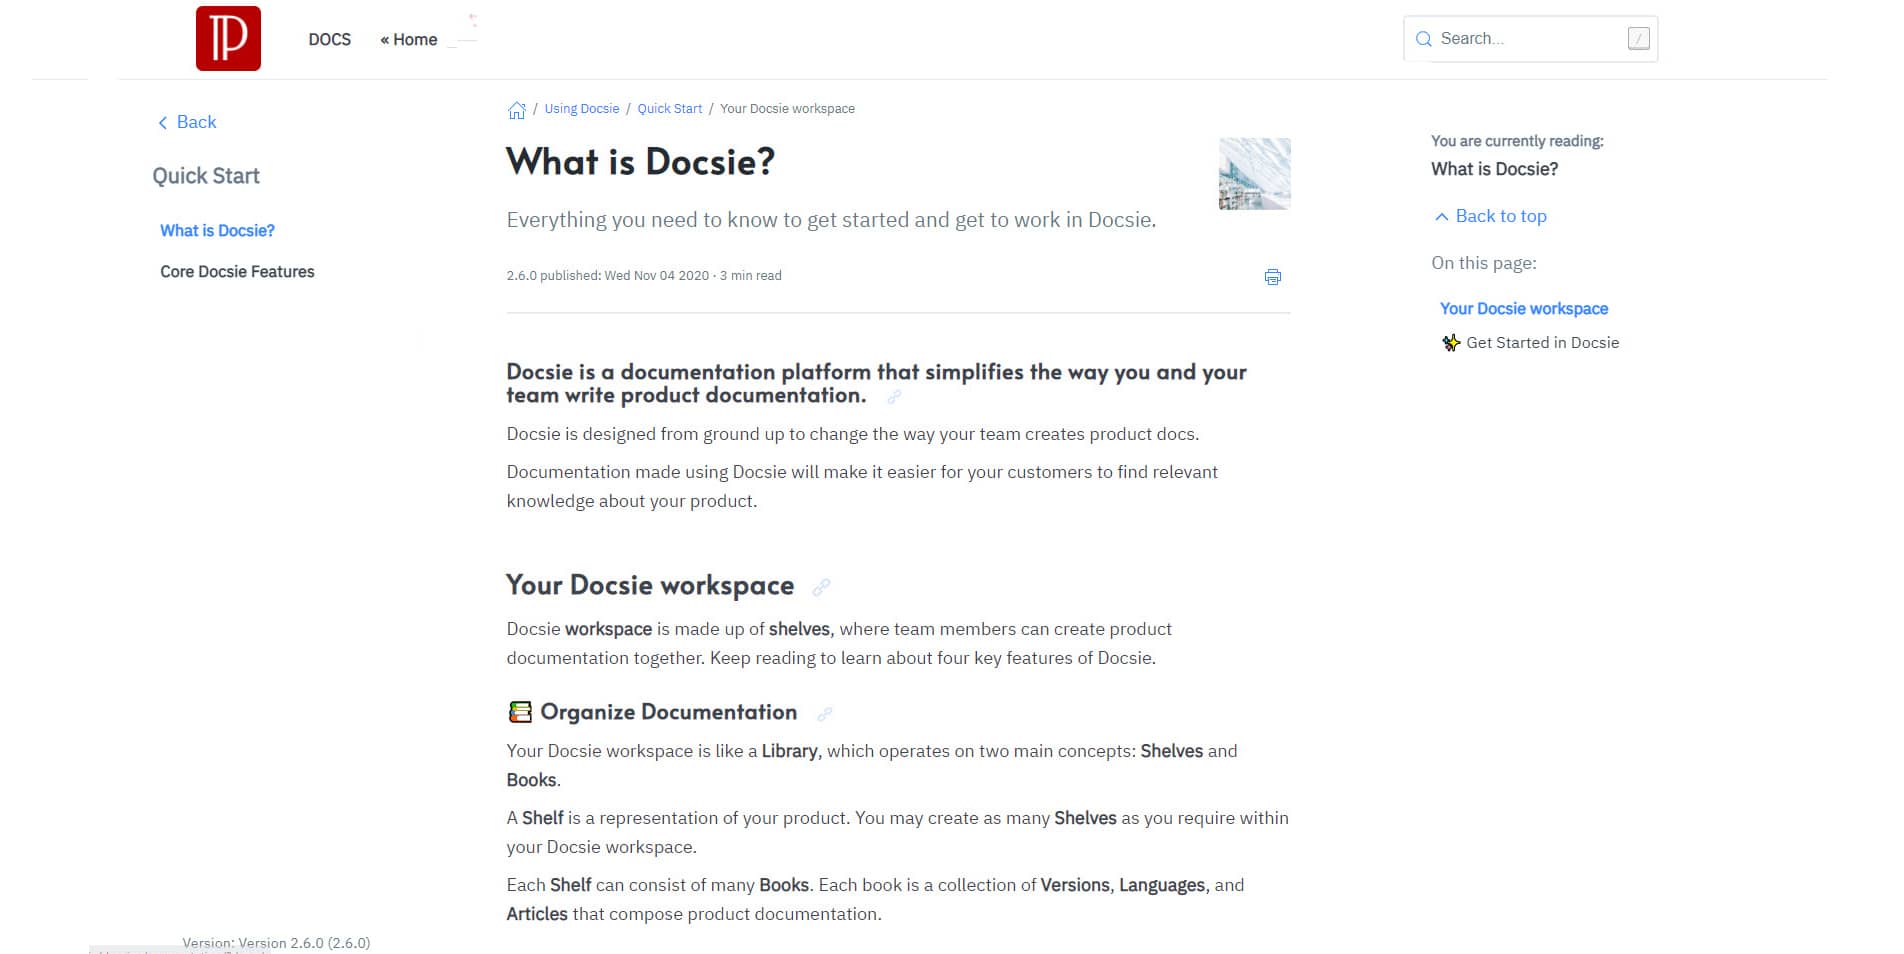 DOCS « Home Search... /
Back
Quick Start
What is Docsie?
Core Docsie Features
/ Using Docsie / Quick Start / Your Docsie workspace
What is Docsie?
Everything you need to know to get started and get to work in Docsie.
2.6.0 published: Wed Nov 04 2020 · 3 min read
Docsie is a documentation platform that simplifies the way you and your
team write product documentation.
Docsie is designed from ground up to change the way your team creates product docs.
Documentation made using Docsie will make it easier for your customers to find relevant
knowledge about your product.
Your Docsie workspace
Docsie workspace is made up of shelves, where team members can create product
documentation together. Keep reading to learn about four key features of Docsie.
📚 Organize Documentation
Your Docsie workspace is like a Library, which operates on two main concepts: Shelves and
Books.
A Shelf is a representation of your product. You may create as many Shelves as you require within
your Docsie workspace.
Each Shelf can consist of many Books. Each book is a collection of Versions, Languages, and
Articles that compose product documentation.
You are currently reading:
What is Docsie?
Back to top
On this page:
Your Docsie workspace
✨ Get Started in Docsie
Version: Version 2.6.0 (2.6.0)